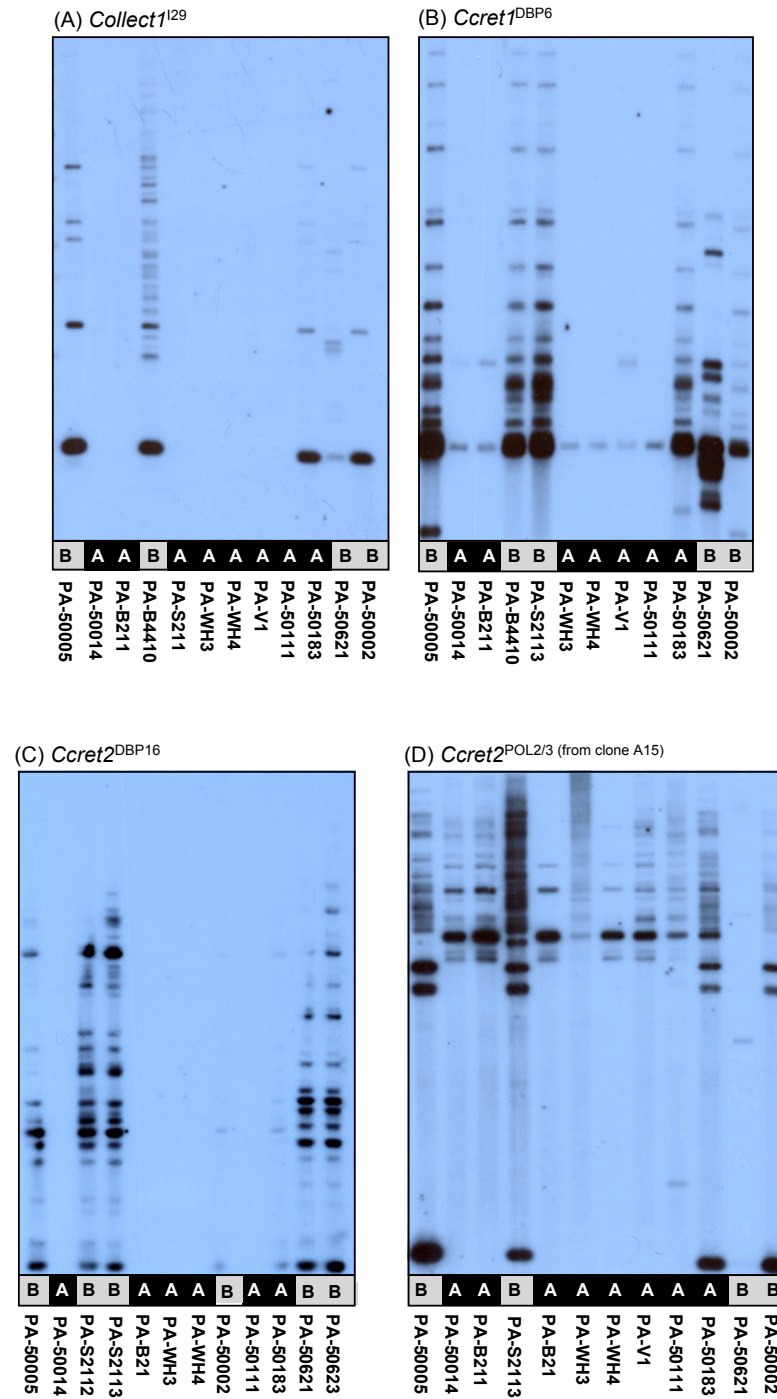 (A) Collect1I29
(B) Ccret1DBP6
B A A B A A A A A A B B
B A A B B A A A A A B B
PA-50005
PA-50014
PA-B211
PA-B4410
PA-S211
PA-WH3
PA-WH4
PA-V1
PA-50111
PA-50183
PA-50621
PA-50002
PA-50005
PA-50014
PA-B211
PA-B4410
PA-S2113
PA-WH3
PA-WH4
PA-V1
PA-50111
PA-50183
PA-50621
PA-50002
(C) Ccret2DBP16
(D) Ccret2POL2/3 (from clone A15)
B A B B A A A B A A B B
B A A B A A A A A A B B
PA-50005
PA-50014
PA-S2112
PA-S2113
PA-B21
PA-WH3
PA-WH4
PA-50002
PA-50111
PA-50183
PA-50621
PA-50623
PA-50005
PA-50014
PA-B211
PA-S2113
PA-B21
PA-WH3
PA-WH4
PA-V1
PA-50111
PA-50183
PA-50621
PA-50002